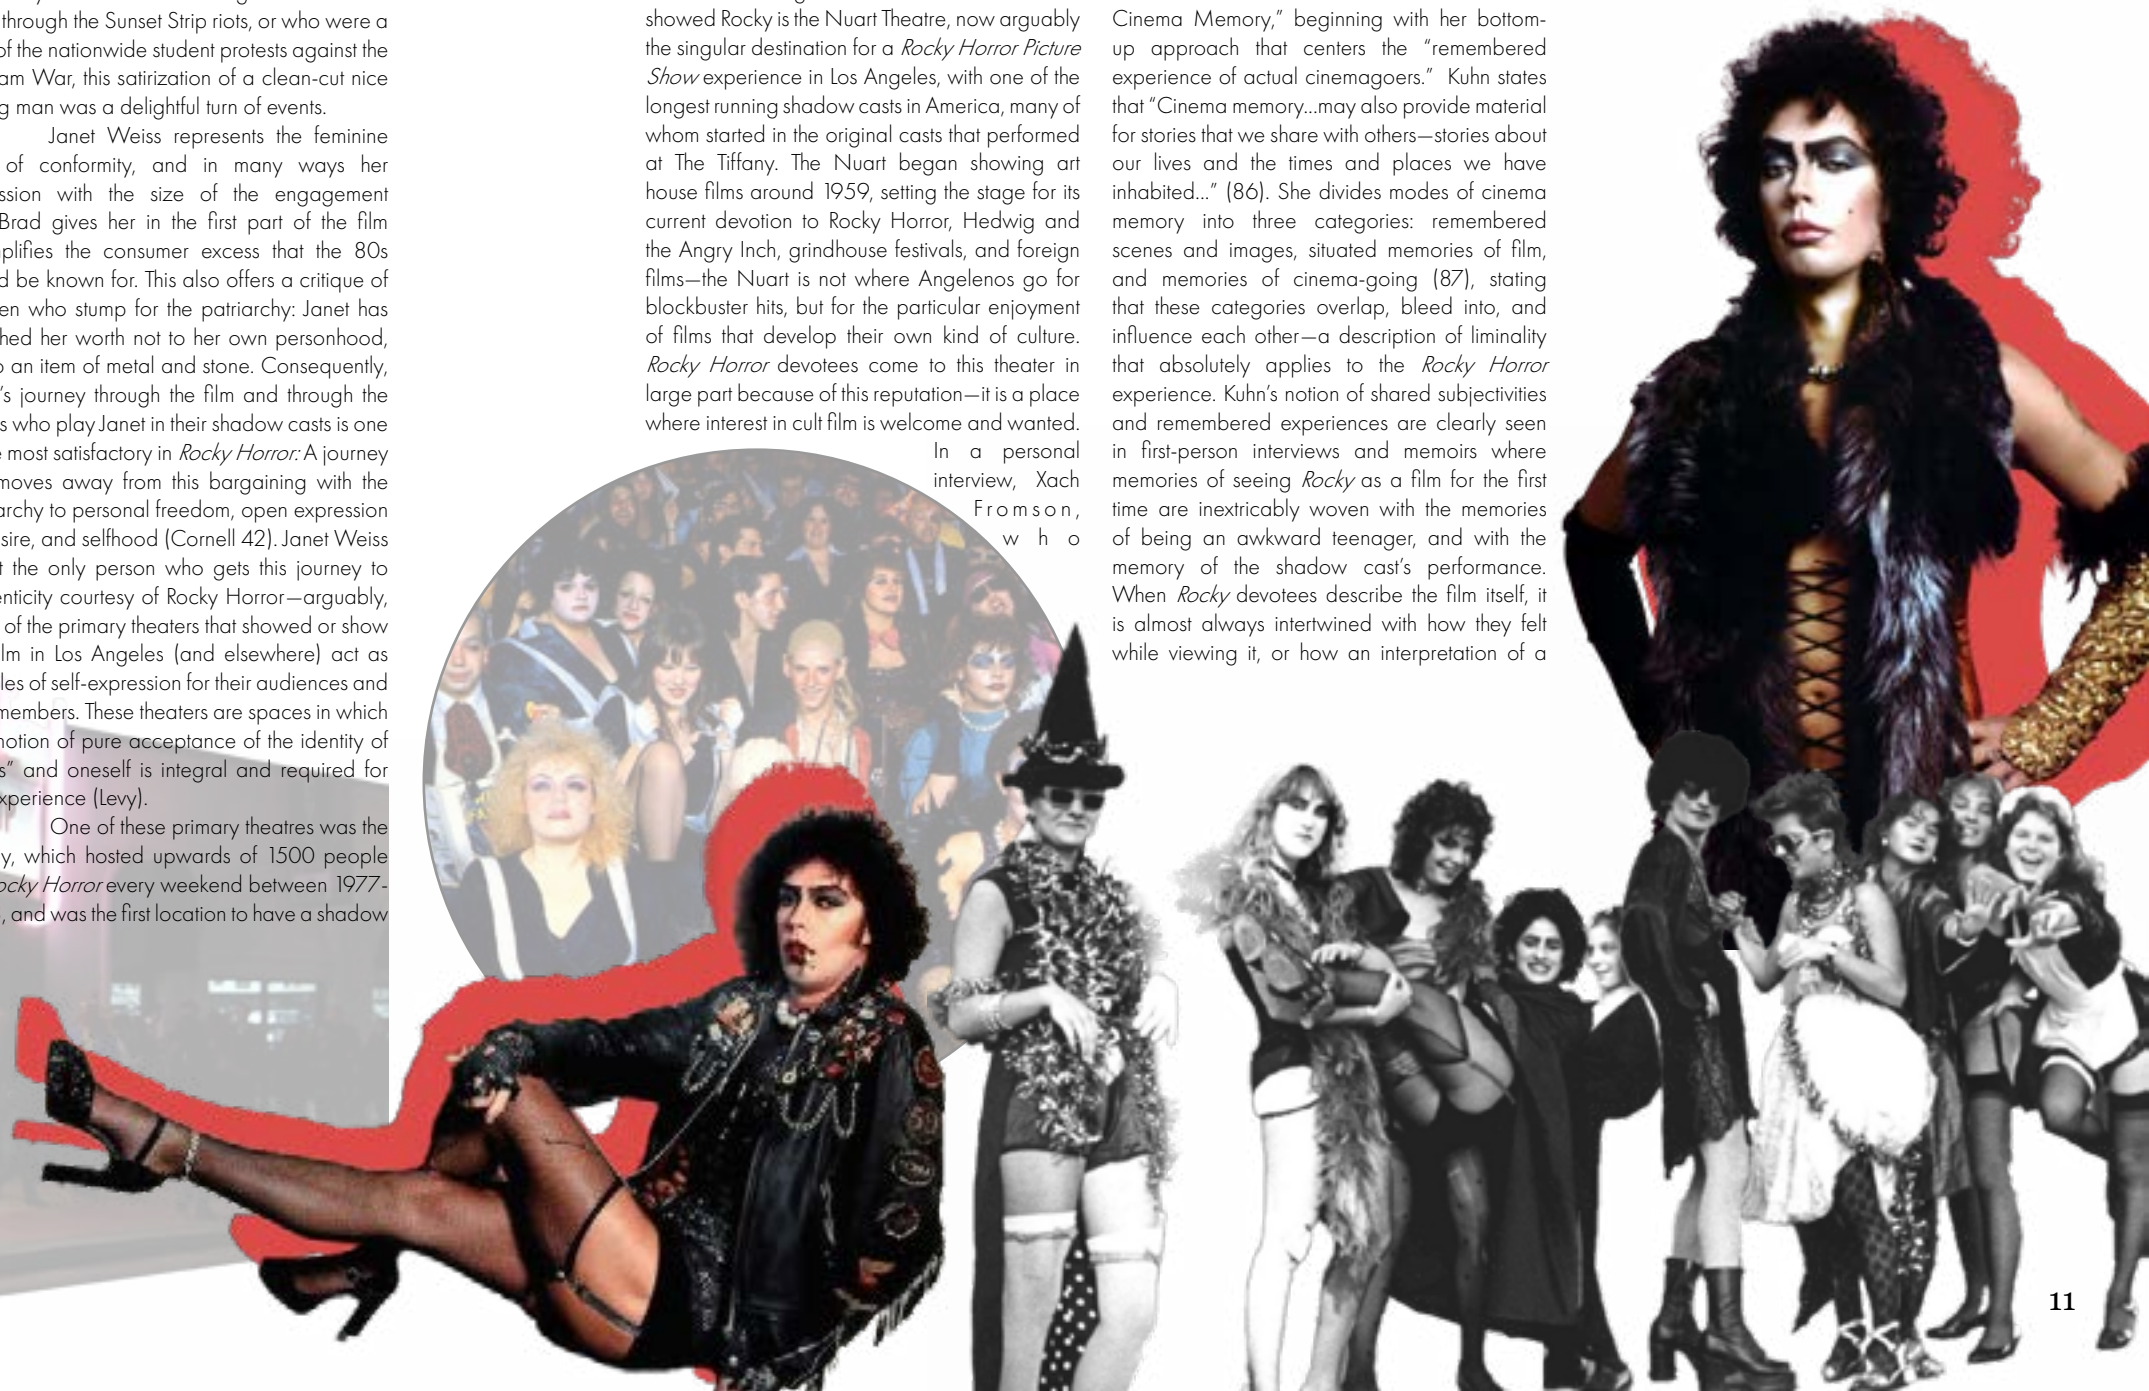 through the Sunset Strip riots, or who were a
of the nationwide student protests against the
am War, this satirization of a clean-cut nice
g man was a delightful turn of events.
Janet Weiss represents the feminine
of conformity, and in many ways her
ssion with the size of the engagement
Brad gives her in the first part of the film
plifies the consumer excess that the 80s
d be known for. This also offers a critique of
en who stump for the patriarchy: Janet has
hed her worth not to her own personhood,
o an item of metal and stone. Consequently,
's journey through the film and through the
s who play Janet in their shadow casts is one
e most satisfactory in Rocky Horror: A journey
moves away from this bargaining with the
archy to personal freedom, open expression
sire, and selfhood (Cornell 42). Janet Weiss
t the only person who gets this journey to
enticity courtesy of Rocky Horror—arguably,
of the primary theaters that showed or show
lm in Los Angeles (and elsewhere) act as
les of self-expression for their audiences and
members. These theaters are spaces in which
notion of pure acceptance of the identity of
s” and oneself is integral and required for
xperience (Levy).
One of these primary theatres was the
y, which hosted upwards of 1500 people
ocky Horror every weekend between 1977-
, and was the first location to have a shadow
showed Rocky is the Nuart Theatre, now arguably
the singular destination for a Rocky Horror Picture
Show experience in Los Angeles, with one of the
longest running shadow casts in America, many of
whom started in the original casts that performed
at The Tiffany. The Nuart began showing art
house films around 1959, setting the stage for its
current devotion to Rocky Horror, Hedwig and
the Angry Inch, grindhouse festivals, and foreign
films—the Nuart is not where Angelenos go for
blockbuster hits, but for the particular enjoyment
of films that develop their own kind of culture.
Rocky Horror devotees come to this theater in
large part because of this reputation—it is a place
where interest in cult film is welcome and wanted.
In a personal
interview, Xach
Fromson,
who
Cinema Memory,” beginning with her bottom-
up approach that centers the “remembered
experience of actual cinemagoers.” Kuhn states
that “Cinema memory...may also provide material
for stories that we share with others—stories about
our lives and the times and places we have
inhabited...” (86). She divides modes of cinema
memory into three categories: remembered
scenes and images, situated memories of film,
and memories of cinema-going (87), stating
that these categories overlap, bleed into, and
influence each other—a description of liminality
that absolutely applies to the Rocky Horror
experience. Kuhn’s notion of shared subjectivities
and remembered experiences are clearly seen
in first-person interviews and memoirs where
memories of seeing Rocky as a film for the first
time are inextricably woven with the memories
of being an awkward teenager, and with the
memory of the shadow cast’s performance.
When Rocky devotees describe the film itself, it
is almost always intertwined with how they felt
while viewing it, or how an interpretation of a
11